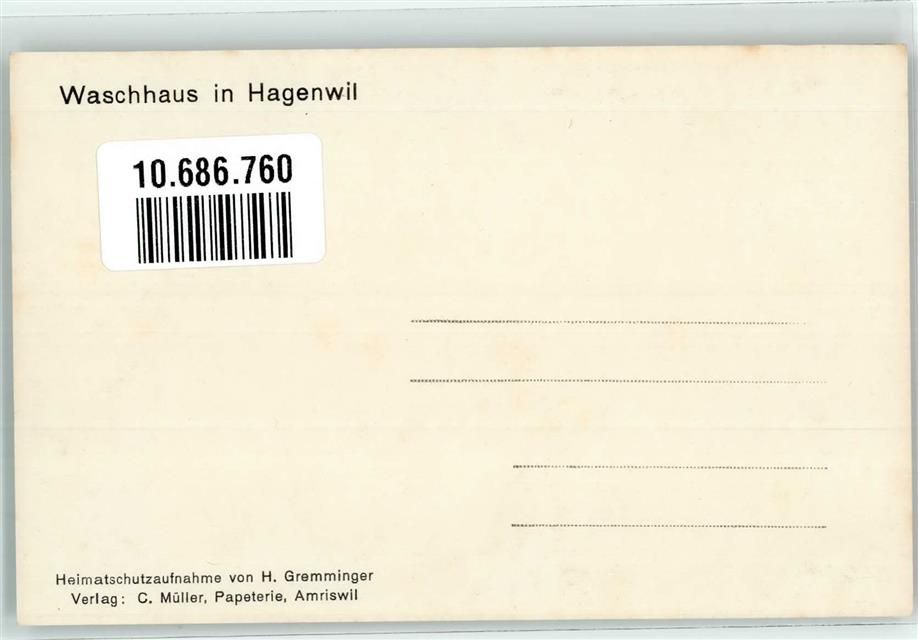 Waschhaus in Hagenwil
10.686.760
Heimatschutzaufnahme von H. Gremminger
Verlag: C. Müller, Papeterie, Amriswil